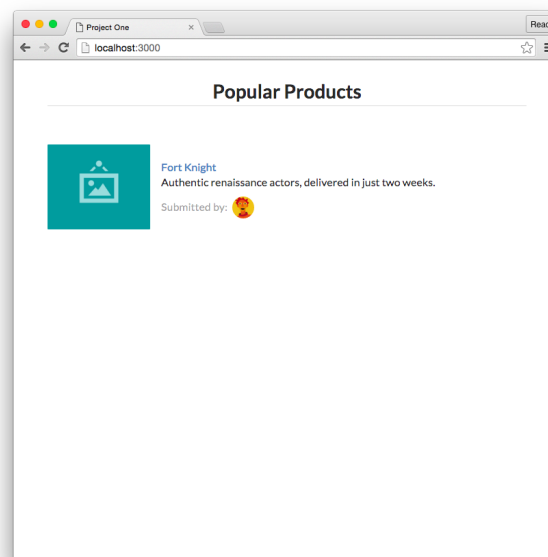 Project One
Read
localhost:3000
Popular Products
Fort Knight
Authentic renaissance actors, delivered in just two weeks.
Submitted by: